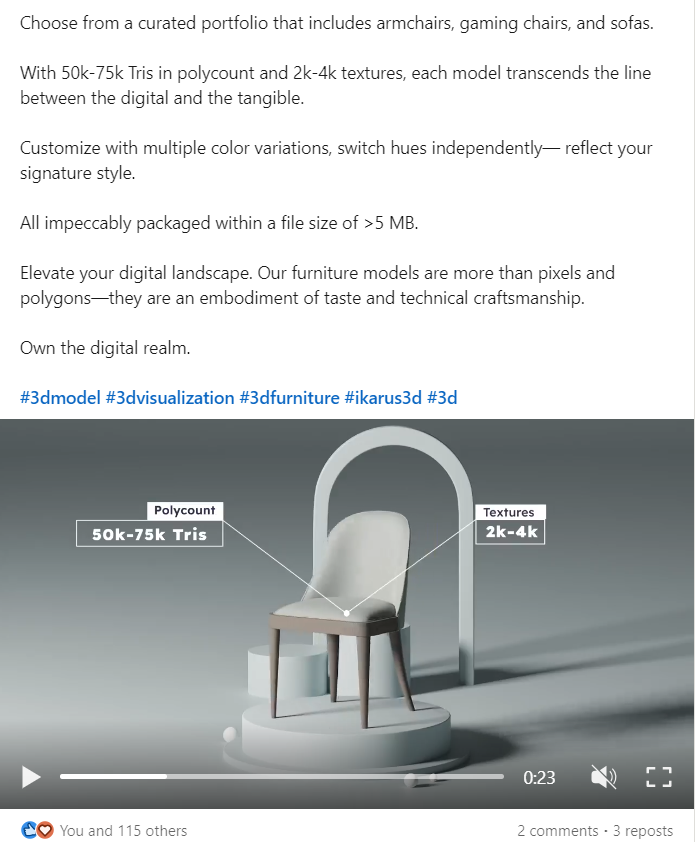 Choose from a curated portfolio that includes armchairs, gaming chairs, and sofas.
With 50k-75k Tris in polycount and 2k-4k textures, each model transcends the line
between the digital and the tangible.
Customize with multiple color variations, switch hues independently— reflect your
signature style.
All impeccably packaged within a file size of >5 MB.
Elevate your digital landscape. Our furniture models are more than pixels and
polygons—they are an embodiment of taste and technical craftsmanship.
Own the digital realm.
#3dmodel #3dvisualization #3dfurniture #ikarus3d #3d
Polycount
50k-75k Tris
Textures
2k-4k
0:23
You and 115 others
2 comments · 3 reposts